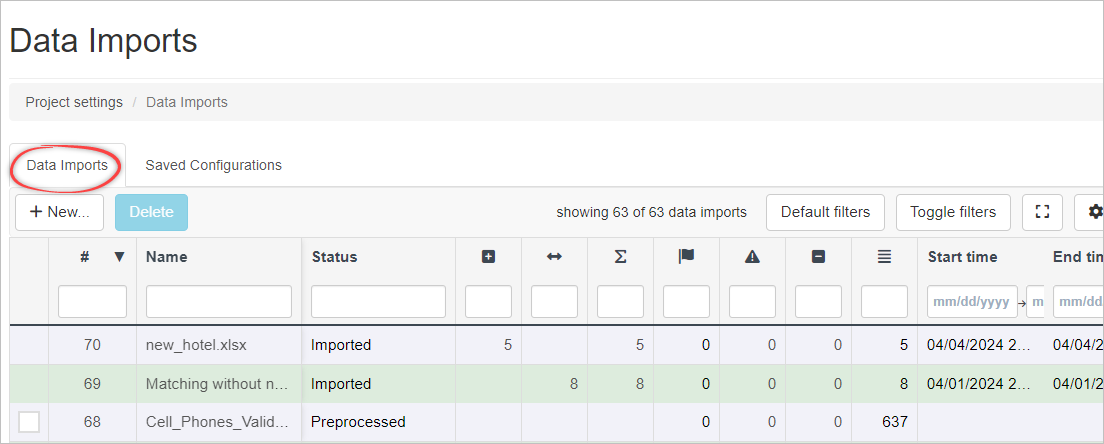 Data Imports
Project settings / Data Imports
Data Imports Saved Configurations
+ New... Delete showing 63 of 63 data imports Default filters Toggle filters
# ▼ Name Status Σ Start time End tim
mm/dd/yyyy → m mm/dd/
70 new_hotel.xlsx Imported 5 5 0 0 0 5 04/04/2024 2... 04/04/2
69 Matching without n... Imported 8 8 0 0 0 8 04/01/2024 2... 04/01/2
68 Cell_Phones_Valid... Preprocessed 0 0 0 637